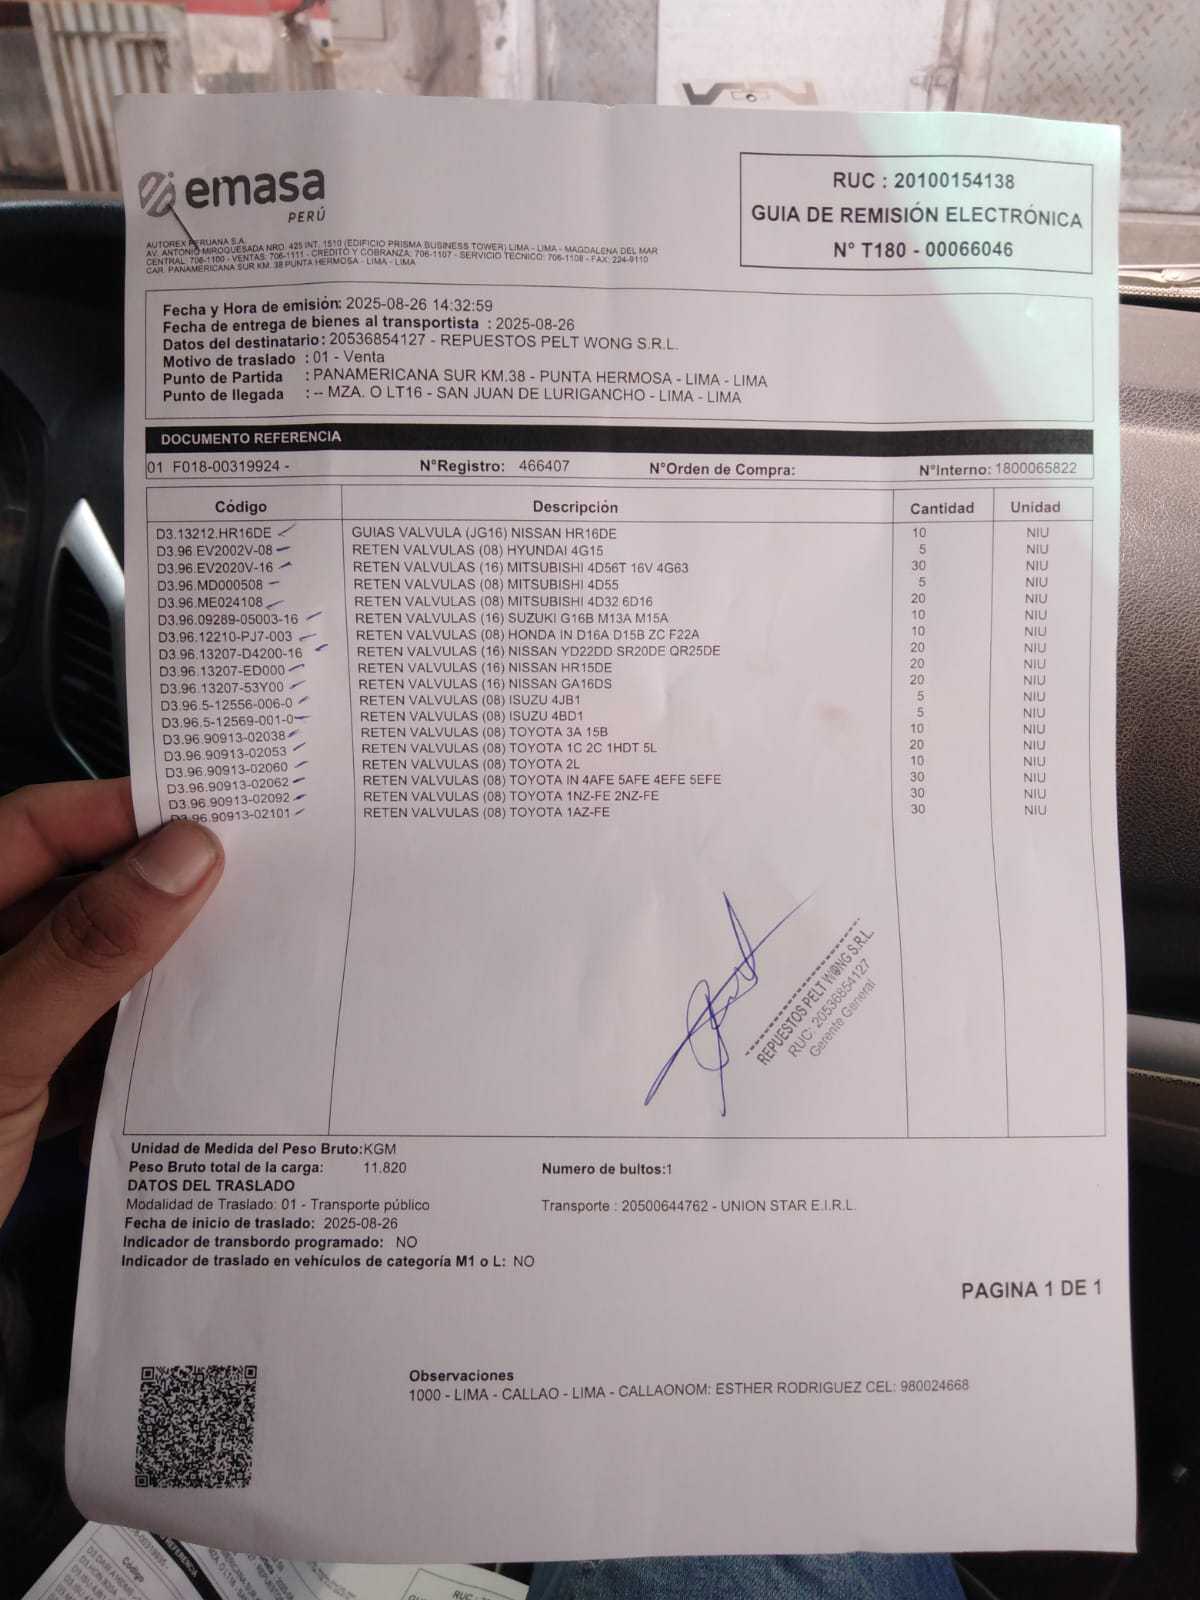 emasa
PERÚ
RUC : 20100154138
GUIA DE REMISIÓN ELECTRÓNICA
N° T180 - 00066046
AUTOREX PERUANA S.A.
AV. ANTONIO MIROQUESADA NRO. 425 INT. 1510 (EDIFICIO PRISMA BUSINESS TOWER) LIMA - LIMA - MAGDALENA DEL MAR
CENTRAL: 706-1100 - VENTAS: 706-1111 - CREDITO Y COBRANZA: 706-1107 - SERVICIO TECNICO: 706-1108 - FAX: 224-9110
CAR. PANAMERICANA SUR KM. 38 PUNTA HERMOSA - LIMA - LIMA
Fecha y Hora de emisión: 2025-08-26 14:32:59
Fecha de entrega de bienes al transportista : 2025-08-26
Datos del destinatario: 20536854127 - REPUESTOS PELT WONG S.R.L.
Motivo de traslado : 01 - Venta
Punto de Partida : PANAMERICANA SUR KM.38 - PUNTA HERMOSA - LIMA - LIMA
Punto de llegada : -- MZA. O LT16 - SAN JUAN DE LURIGANCHO - LIMA - LIMA
DOCUMENTO REFERENCIA
01 F018-00319924 - N°Registro: 466407 N°Orden de Compra: N°Interno: 1800065822
Código Descripción Cantidad Unidad
D3.13212.HR16DE GUIAS VALVULA (JG16) NISSAN HR16DE 10 NIU
D3.96.EV2002V-08 RETEN VALVULAS (08) HYUNDAI 4G15 5 NIU
D3.96.EV2020V-16 RETEN VALVULAS (16) MITSUBISHI 4D56T 16V 4G63 30 NIU
D3.96.MD000508 RETEN VALVULAS (08) MITSUBISHI 4D55 5 NIU
D3.96.ME024108 RETEN VALVULAS (08) MITSUBISHI 4D32 6D16 20 NIU
D3.96.09289-05003-16 RETEN VALVULAS (16) SUZUKI G16B M13A M15A 10 NIU
D3.96.12210-PJ7-003 RETEN VALVULAS (08) HONDA IN D16A D15B ZC F22A 10 NIU
D3.96.13207-D4200-16 RETEN VALVULAS (16) NISSAN YD22DD SR20DE QR25DE 20 NIU
D3.96.13207-ED000 RETEN VALVULAS (16) NISSAN HR15DE 20 NIU
D3.96.13207-53Y00 RETEN VALVULAS (16) NISSAN GA16DS 20 NIU
D3.96.5-12556-006-0 RETEN VALVULAS (08) ISUZU 4JB1 5 NIU
D3.96.5-12569-001-0 RETEN VALVULAS (08) ISUZU 4BD1 5 NIU
D3.96.90913-02038 RETEN VALVULAS (08) TOYOTA 3A 15B 10 NIU
D3.96.90913-02053 RETEN VALVULAS (08) TOYOTA 1C 2C 1HDT 5L 20 NIU
D3.96.90913-02060 RETEN VALVULAS (08) TOYOTA 2L 10 NIU
D3.96.90913-02062 RETEN VALVULAS (08) TOYOTA IN 4AFE 5AFE 4EFE 5EFE 30 NIU
D3.96.90913-02092 RETEN VALVULAS (08) TOYOTA 1NZ-FE 2NZ-FE 30 NIU
D3.96.90913-02101 RETEN VALVULAS (08) TOYOTA 1AZ-FE 30 NIU
REPUESTOS PELT WONG S.R.L.
RUC: 20536854127
Gerente General
Unidad de Medida del Peso Bruto:KGM
Peso Bruto total de la carga: 11.820 Numero de bultos:1
DATOS DEL TRASLADO
Modalidad de Traslado: 01 - Transporte público Transporte : 20500644762 - UNION STAR E.I.R.L.
Fecha de inicio de traslado: 2025-08-26
Indicador de transbordo programado: NO
Indicador de traslado en vehículos de categoría M1 o L: NO
PAGINA 1 DE 1
Observaciones
1000 - LIMA - CALLAO - LIMA - CALLAONOM: ESTHER RODRIGUEZ CEL: 980024668
Código